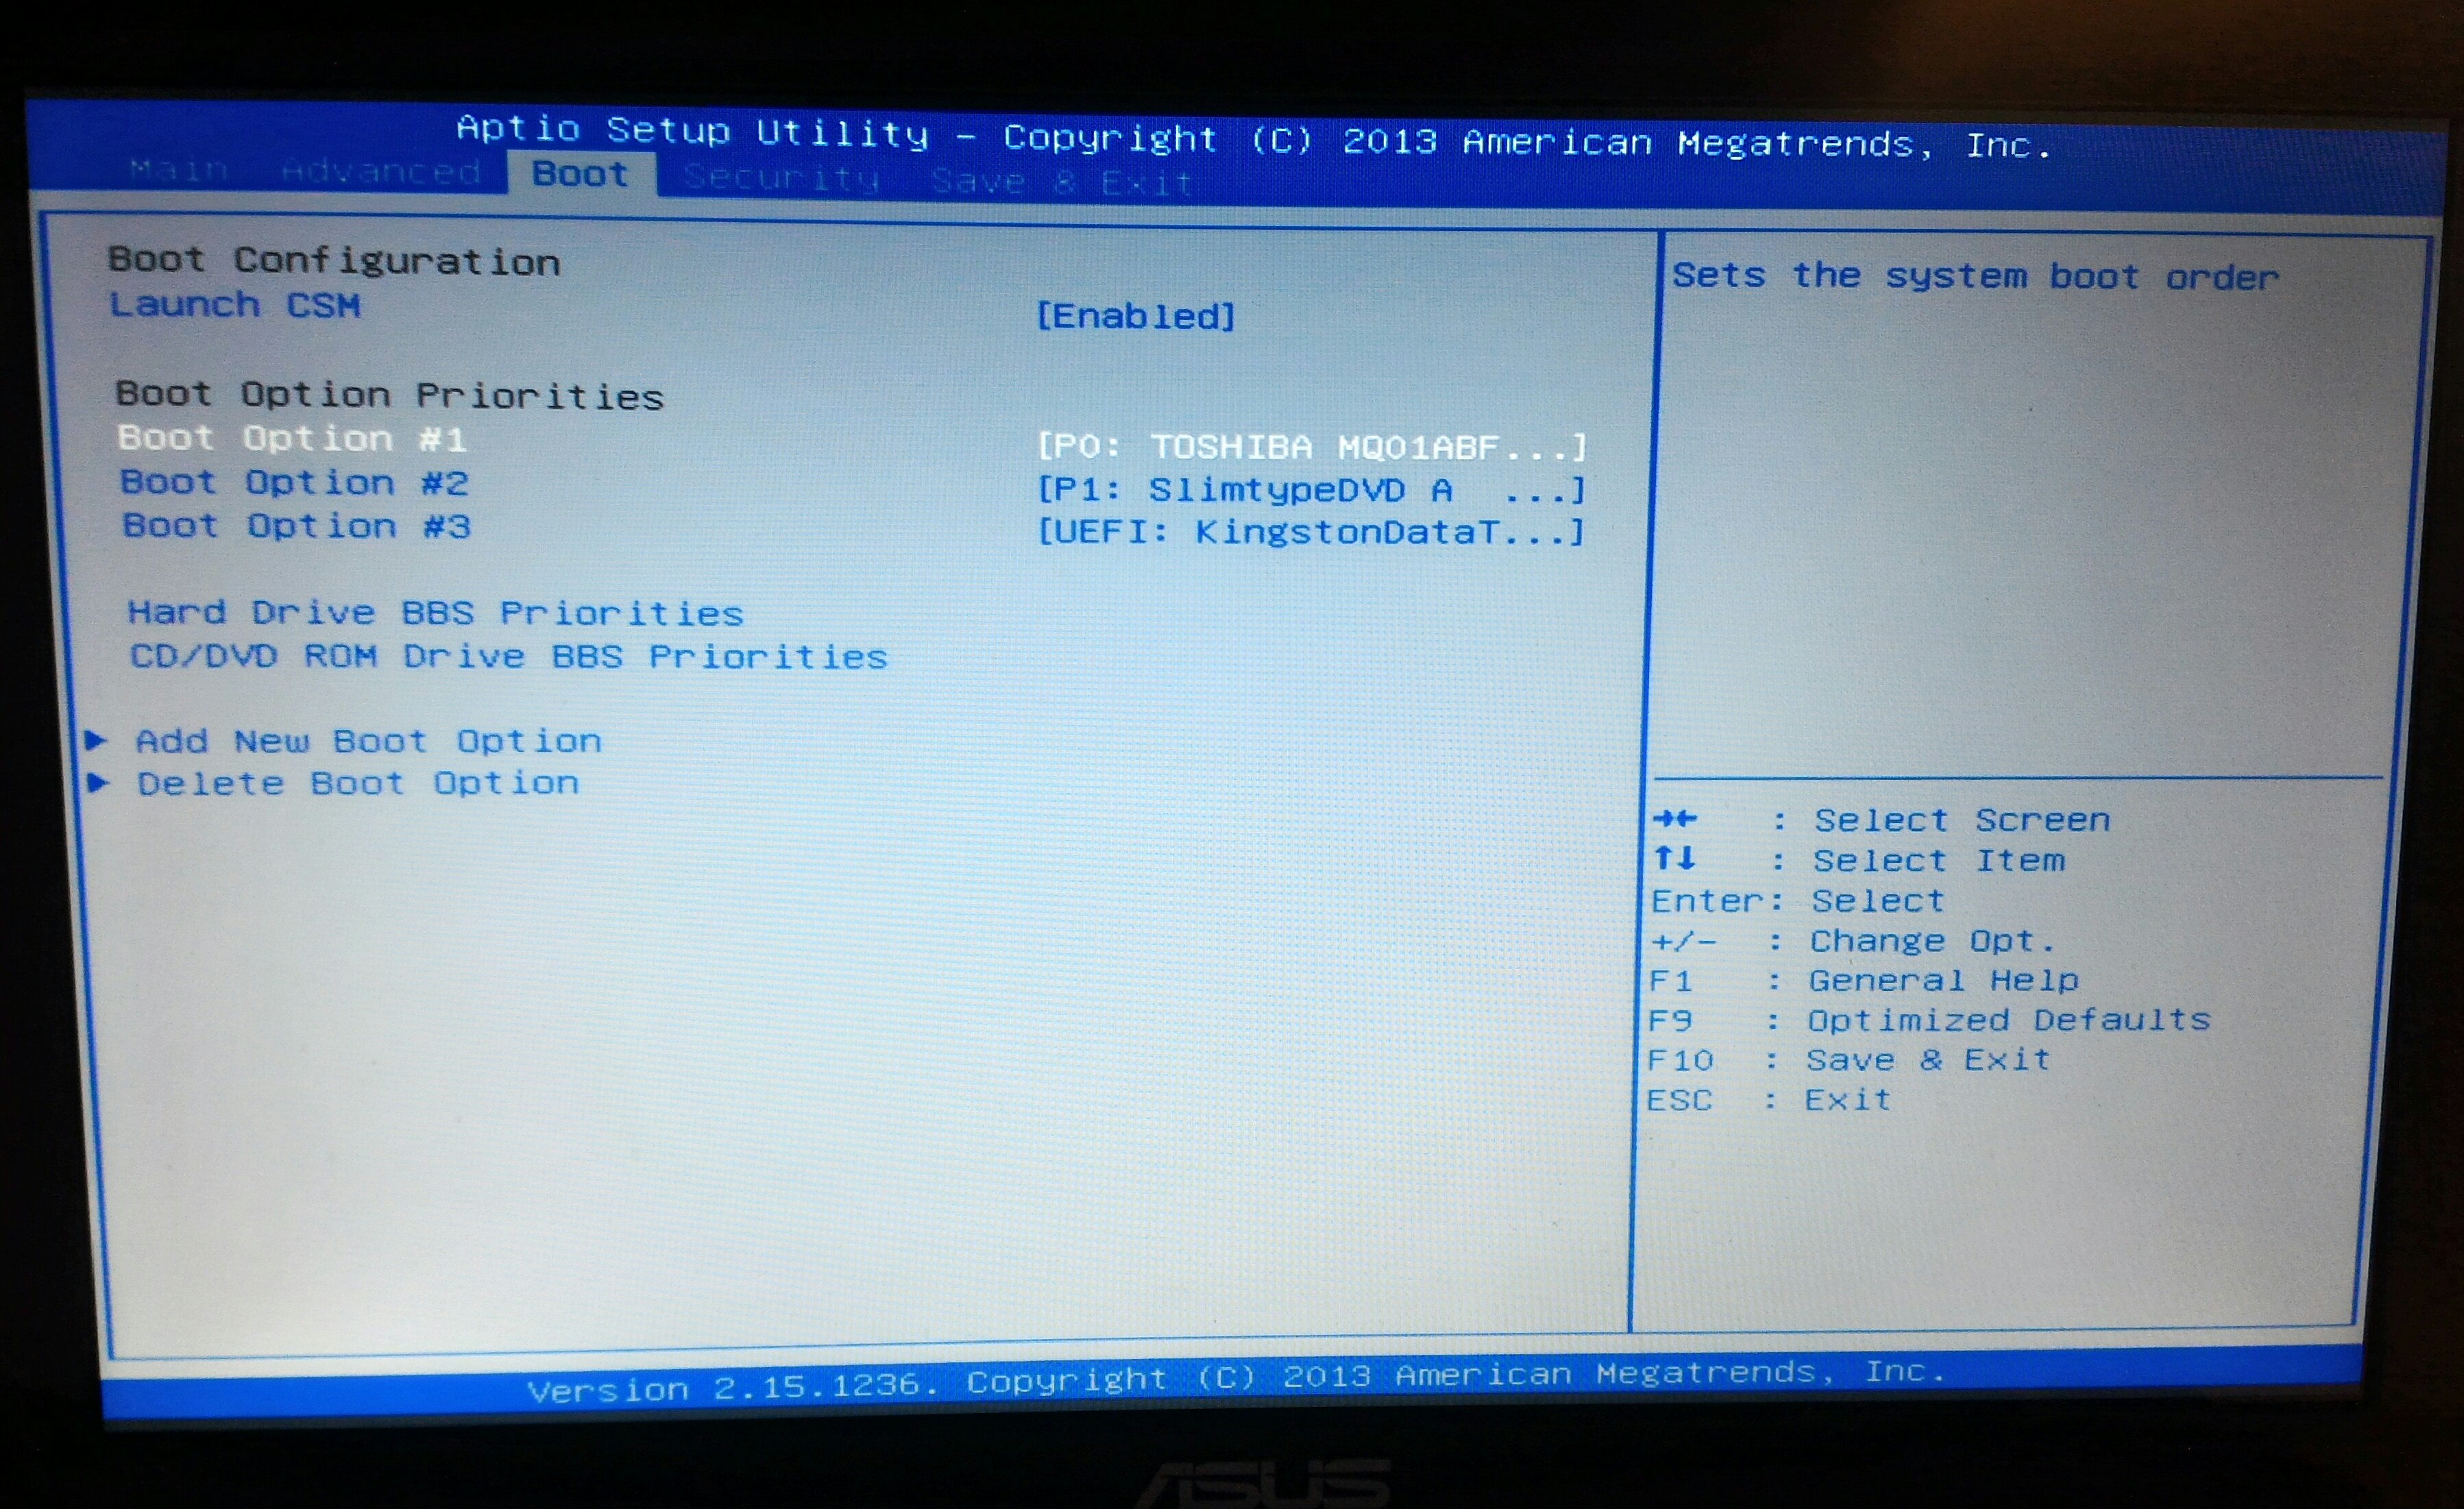 Aptio Setup Utility - Copyright (C) 2013 American Megatrends, Inc.
Main Advanced Boot Security Save & Exit
Boot Configuration
Launch CSM [Enabled]
Boot Option Priorities
Boot Option #1 [P0: TOSHIBA MQ01ABF...]
Boot Option #2 [P1: SlimtypeDVD A ...]
Boot Option #3 [UEFI: KingstonDataT...]
Hard Drive BBS Priorities
CD/DVD ROM Drive BBS Priorities
► Add New Boot Option
► Delete Boot Option
Sets the system boot order
→← : Select Screen
↑↓ : Select Item
Enter: Select
+/- : Change Opt.
F1 : General Help
F9 : Optimized Defaults
F10 : Save & Exit
ESC : Exit
Version 2.15.1236. Copyright (C) 2013 American Megatrends, Inc.
ASUS